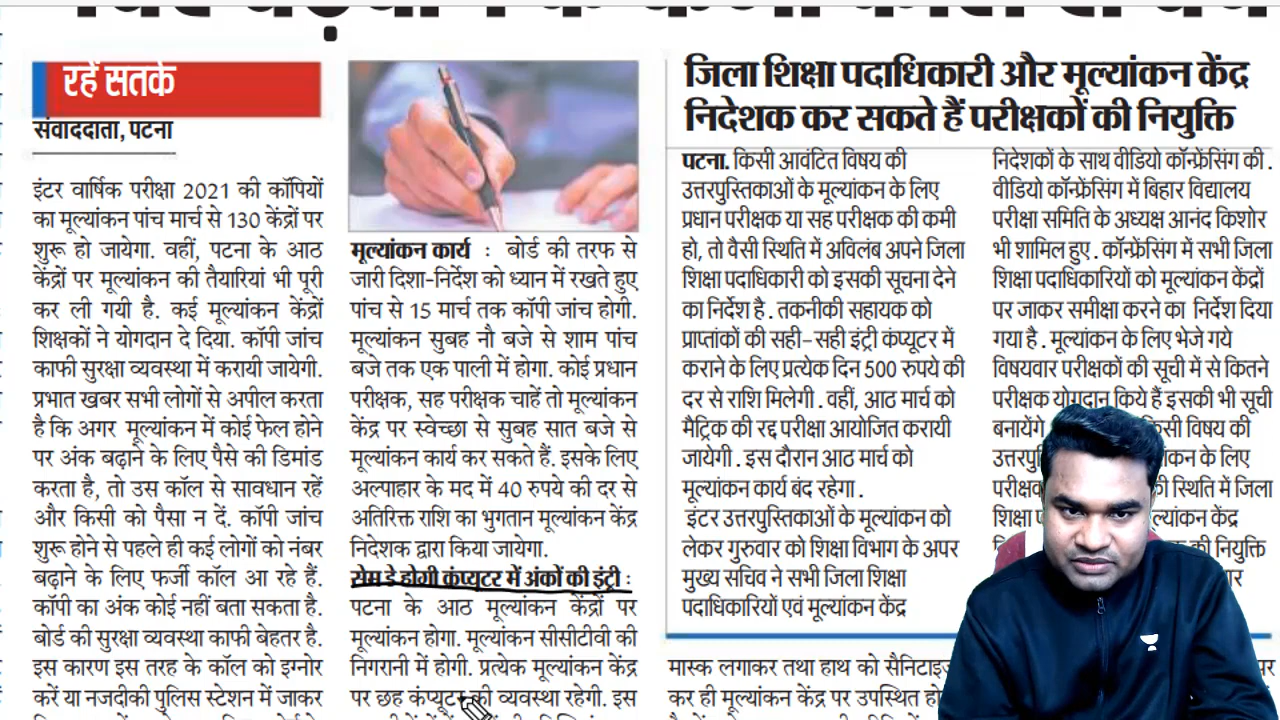 रहें सतर्क
संवाददाता, पटना
इंटर वार्षिक परीक्षा 2021 की कॉपियों
का मूल्यांकन पांच मार्च से 130 केंद्रों पर
शुरू हो जायेगा. वहीं, पटना के आठ
केंद्रों पर मूल्यांकन की तैयारियां भी पूरी
कर ली गयी है. कई मूल्यांकन केंद्रों
शिक्षकों ने योगदान दे दिया. कॉपी जांच
काफी सुरक्षा व्यवस्था में करायी जायेगी.
प्रभात खबर सभी लोगों से अपील करता
है कि अगर मूल्यांकन में कोई फेल होने
पर अंक बढ़ाने के लिए पैसे की डिमांड
करता है, तो उस कॉल से सावधान रहें
और किसी को पैसा न दें. कॉपी जांच
शुरू होने से पहले ही कई लोगों को नंबर
बढ़ाने के लिए फर्जी कॉल आ रहे हैं.
कॉपी का अंक कोई नहीं बता सकता है.
बोर्ड की सुरक्षा व्यवस्था काफी बेहतर है.
इस कारण इस तरह के कॉल को इग्नोर
करें या नजदीकी पुलिस स्टेशन में जाकर
मूल्यांकन कार्य : बोर्ड की तरफ से
जारी दिशा-निर्देश को ध्यान में रखते हुए
पांच से 15 मार्च तक कॉपी जांच होगी.
मूल्यांकन सुबह नौ बजे से शाम पांच
बजे तक एक पाली में होगा. कोई प्रधान
परीक्षक, सह परीक्षक चाहें तो मूल्यांकन
केंद्र पर स्वेच्छा से सुबह सात बजे से
मूल्यांकन कार्य कर सकते हैं. इसके लिए
अल्पाहार के मद में 40 रुपये की दर से
अतिरिक्त राशि का भुगतान मूल्यांकन केंद्र
निदेशक द्वारा किया जायेगा.
सेम डे होगी कंप्यूटर में अंकों की इंट्री :
पटना के आठ मूल्यांकन केंद्रों पर
मूल्यांकन होगा. मूल्यांकन सीसीटीवी की
निगरानी में होगी. प्रत्येक मूल्यांकन केंद्र
पर छह कंप्यूटर की व्यवस्था रहेगी. इस
जिला शिक्षा पदाधिकारी और मूल्यांकन केंद्र
निदेशक कर सकते हैं परीक्षकों की नियुक्ति
पटना. किसी आवंटित विषय की
उत्तरपुस्तिकाओं के मूल्यांकन के लिए
प्रधान परीक्षक या सह परीक्षक की कमी
हो, तो वैसी स्थिति में अविलंब अपने जिला
शिक्षा पदाधिकारी को इसकी सूचना देने
का निर्देश है . तकनीकी सहायक को
प्राप्तांकों की सही-सही इंट्री कंप्यूटर में
कराने के लिए प्रत्येक दिन 500 रुपये की
दर से राशि मिलेगी . वहीं, आठ मार्च को
मैट्रिक की रद्द परीक्षा आयोजित करायी
जायेगी . इस दौरान आठ मार्च को
मूल्यांकन कार्य बंद रहेगा .
इंटर उत्तरपुस्तिकाओं के मूल्यांकन को
लेकर गुरुवार को शिक्षा विभाग के अपर
मुख्य सचिव ने सभी जिला शिक्षा
पदाधिकारियों एवं मूल्यांकन केंद्र
निदेशकों के साथ वीडियो कॉन्फ्रेंसिंग की .
वीडियो कॉन्फ्रेंसिंग में बिहार विद्यालय
परीक्षा समिति के अध्यक्ष आनंद किशोर
भी शामिल हुए . कॉन्फ्रेंसिंग में सभी जिला
शिक्षा पदाधिकारियों को मूल्यांकन केंद्रों
पर जाकर समीक्षा करने का निर्देश दिया
गया है . मूल्यांकन के लिए भेजे गये
विषयवार परीक्षकों की सूची में से कितने
परीक्षक योगदान किये हैं इसकी भी सूची
बनायेंगे किसी विषय की
के लिए
की स्थिति में जिला
शिक्षा केंद्र
की नियुक्ति
मास्क लगाकर तथा हाथ को
कर ही मूल्यांकन केंद्र पर उपस्थित